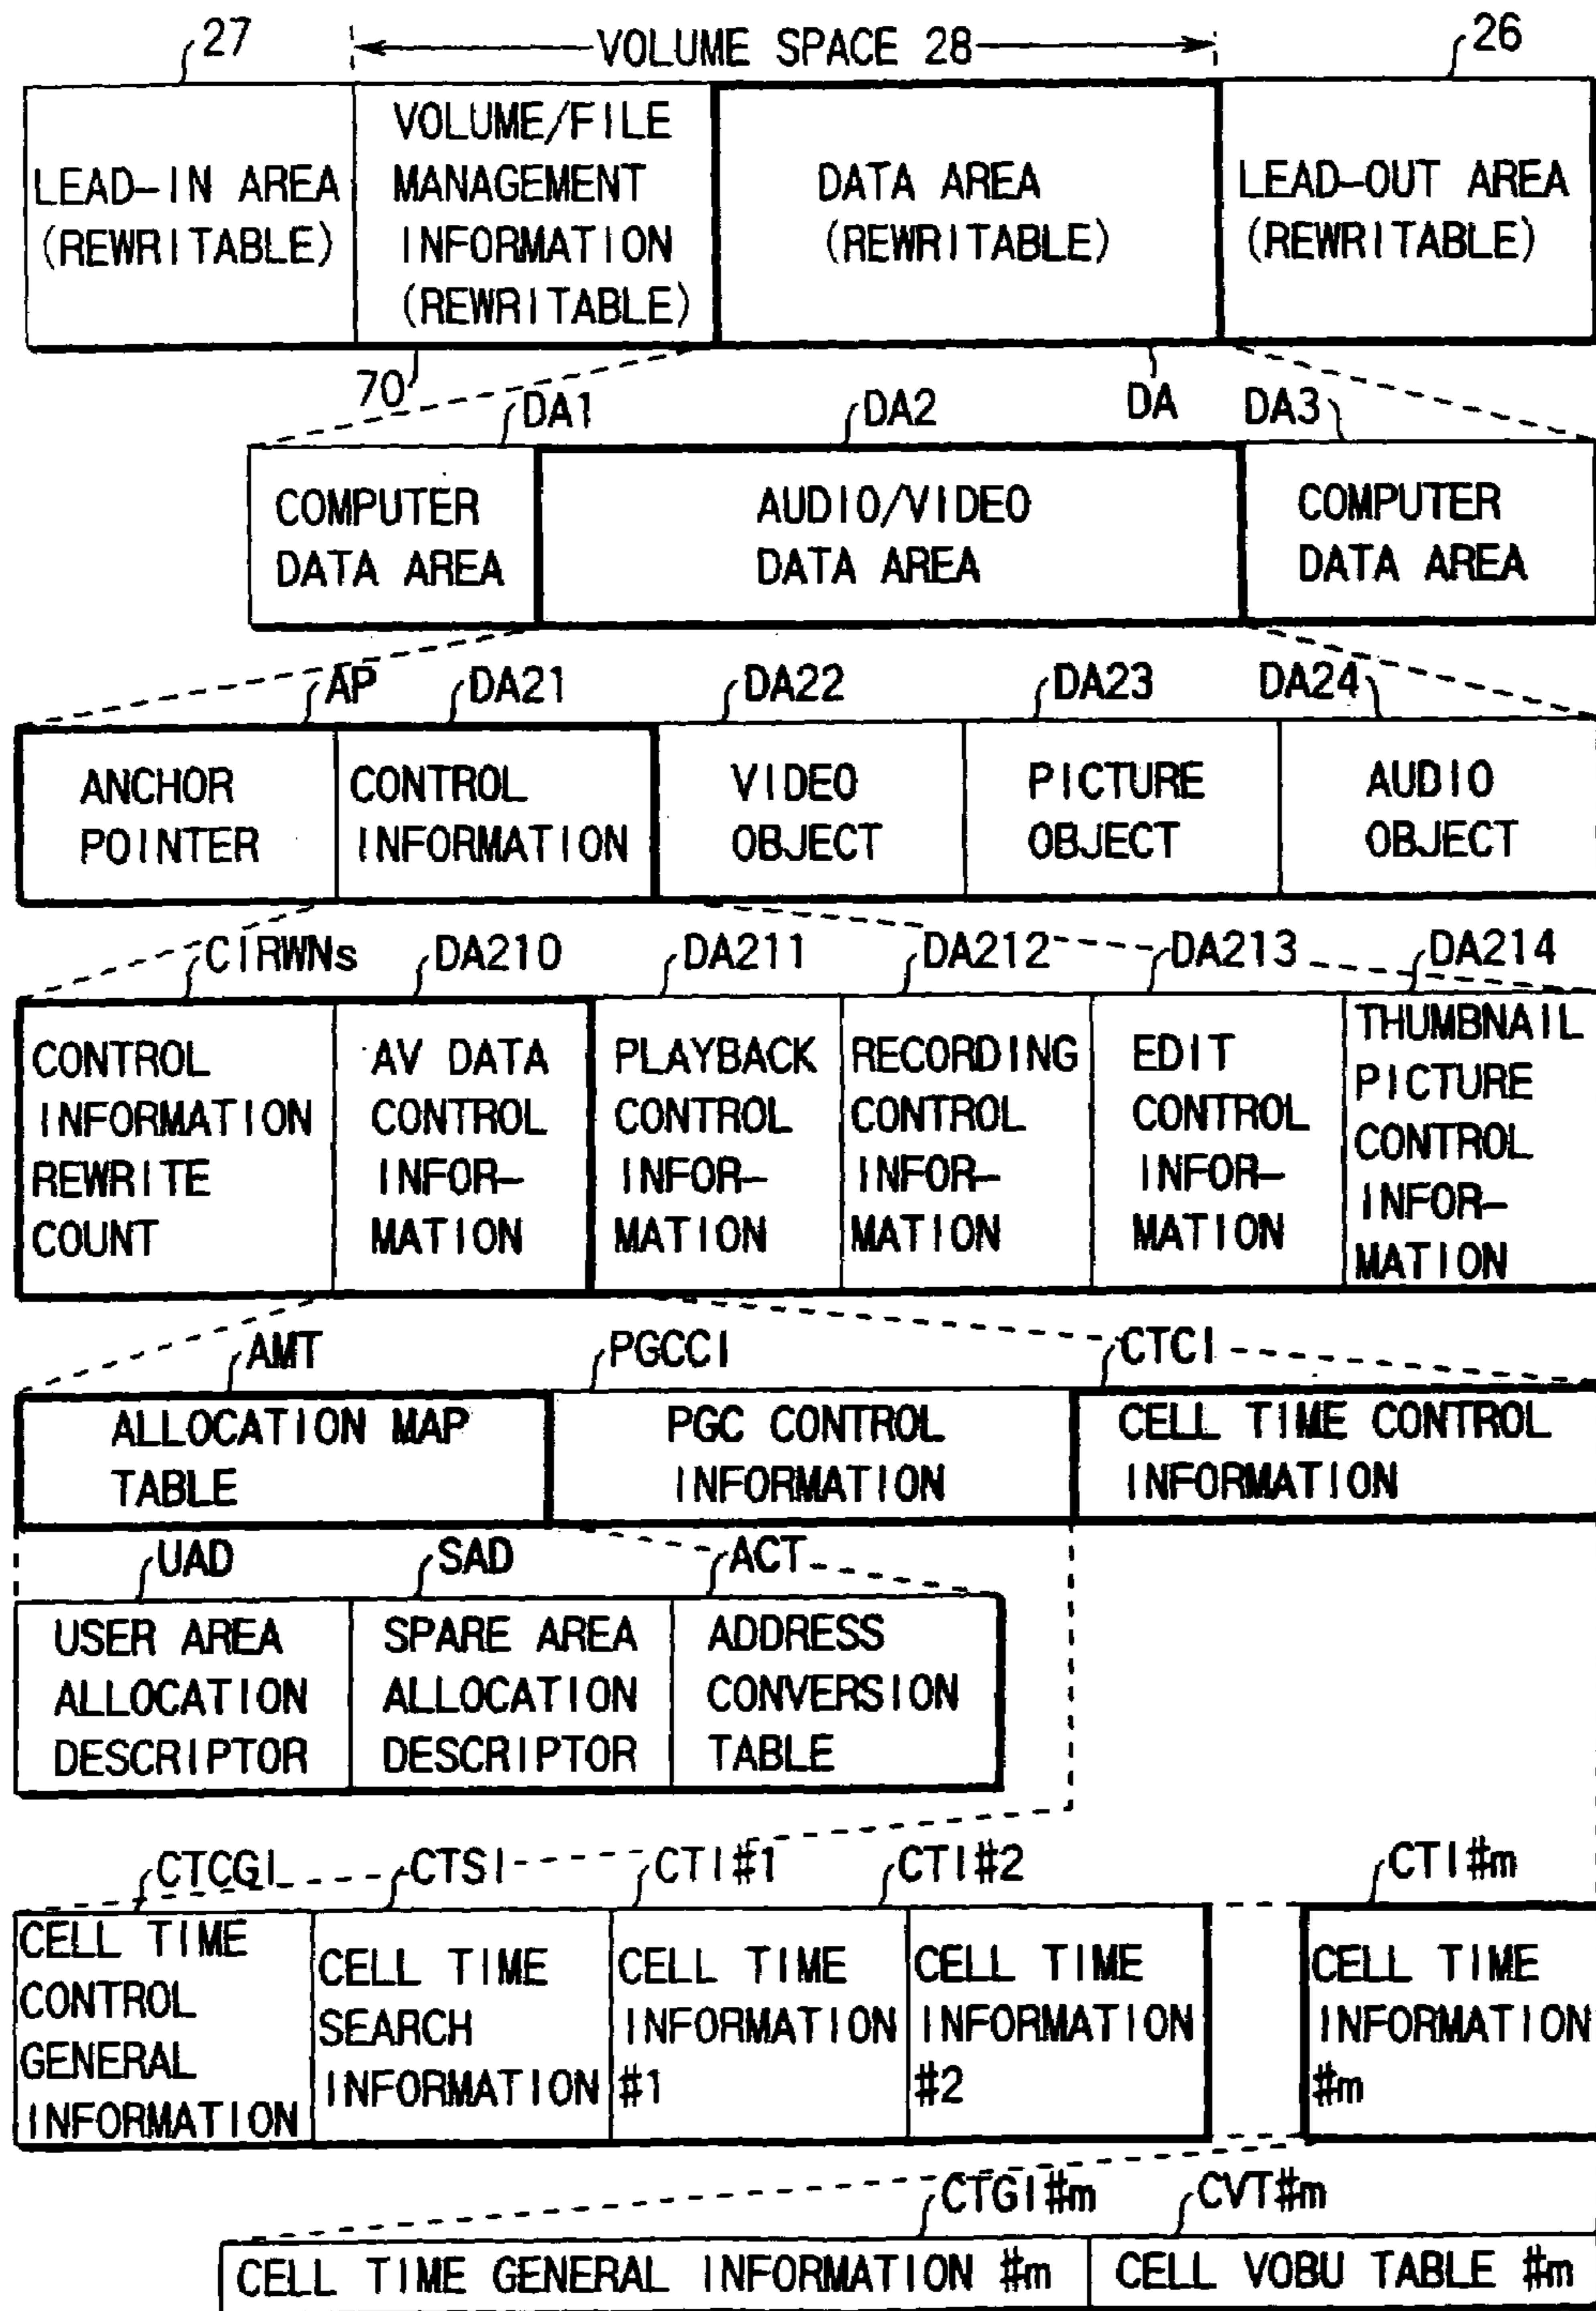 27
VOLUME SPACE 28
26
LEAD-IN AREA
(REWRITABLE)
VOLUME/FILE
MANAGEMENT
INFORMATION
(REWRITABLE)
DATA AREA
(REWRITABLE)
LEAD-OUT AREA
(REWRITABLE)
70
DA
DA1
DA2
DA3
COMPUTER
DATA AREA
AUDIO/VIDEO
DATA AREA
COMPUTER
DATA AREA
AP
DA21
DA22
DA23
DA24
ANCHOR
POINTER
CONTROL
INFORMATION
VIDEO
OBJECT
PICTURE
OBJECT
AUDIO
OBJECT
CIRWNs
DA210
DA211
DA212
DA213
DA214
CONTROL
INFORMATION
REWRITE
COUNT
AV DATA
CONTROL
INFOR-
MATION
PLAYBACK
CONTROL
INFOR-
MATION
RECORDING
CONTROL
INFOR-
MATION
EDIT
CONTROL
INFOR-
MATION
THUMBNAIL
PICTURE
CONTROL
INFOR-
MATION
AMT
PGCCI
CTCI
ALLOCATION MAP
TABLE
PGC CONTROL
INFORMATION
CELL TIME CONTROL
INFORMATION
UAD
SAD
ACT
USER AREA
ALLOCATION
DESCRIPTOR
SPARE AREA
ALLOCATION
DESCRIPTOR
ADDRESS
CONVERSION
TABLE
CTCGI
CTSI
CTI#1
CTI#2
CTI#m
CELL TIME
CONTROL
GENERAL
INFORMATION
CELL TIME
SEARCH
INFORMATION
CELL TIME
INFORMATION
#1
CELL TIME
INFORMATION
#2
CELL TIME
INFORMATION
#m
CTGI#m
CVT#m
CELL TIME GENERAL INFORMATION #m
CELL VOBU TABLE #m